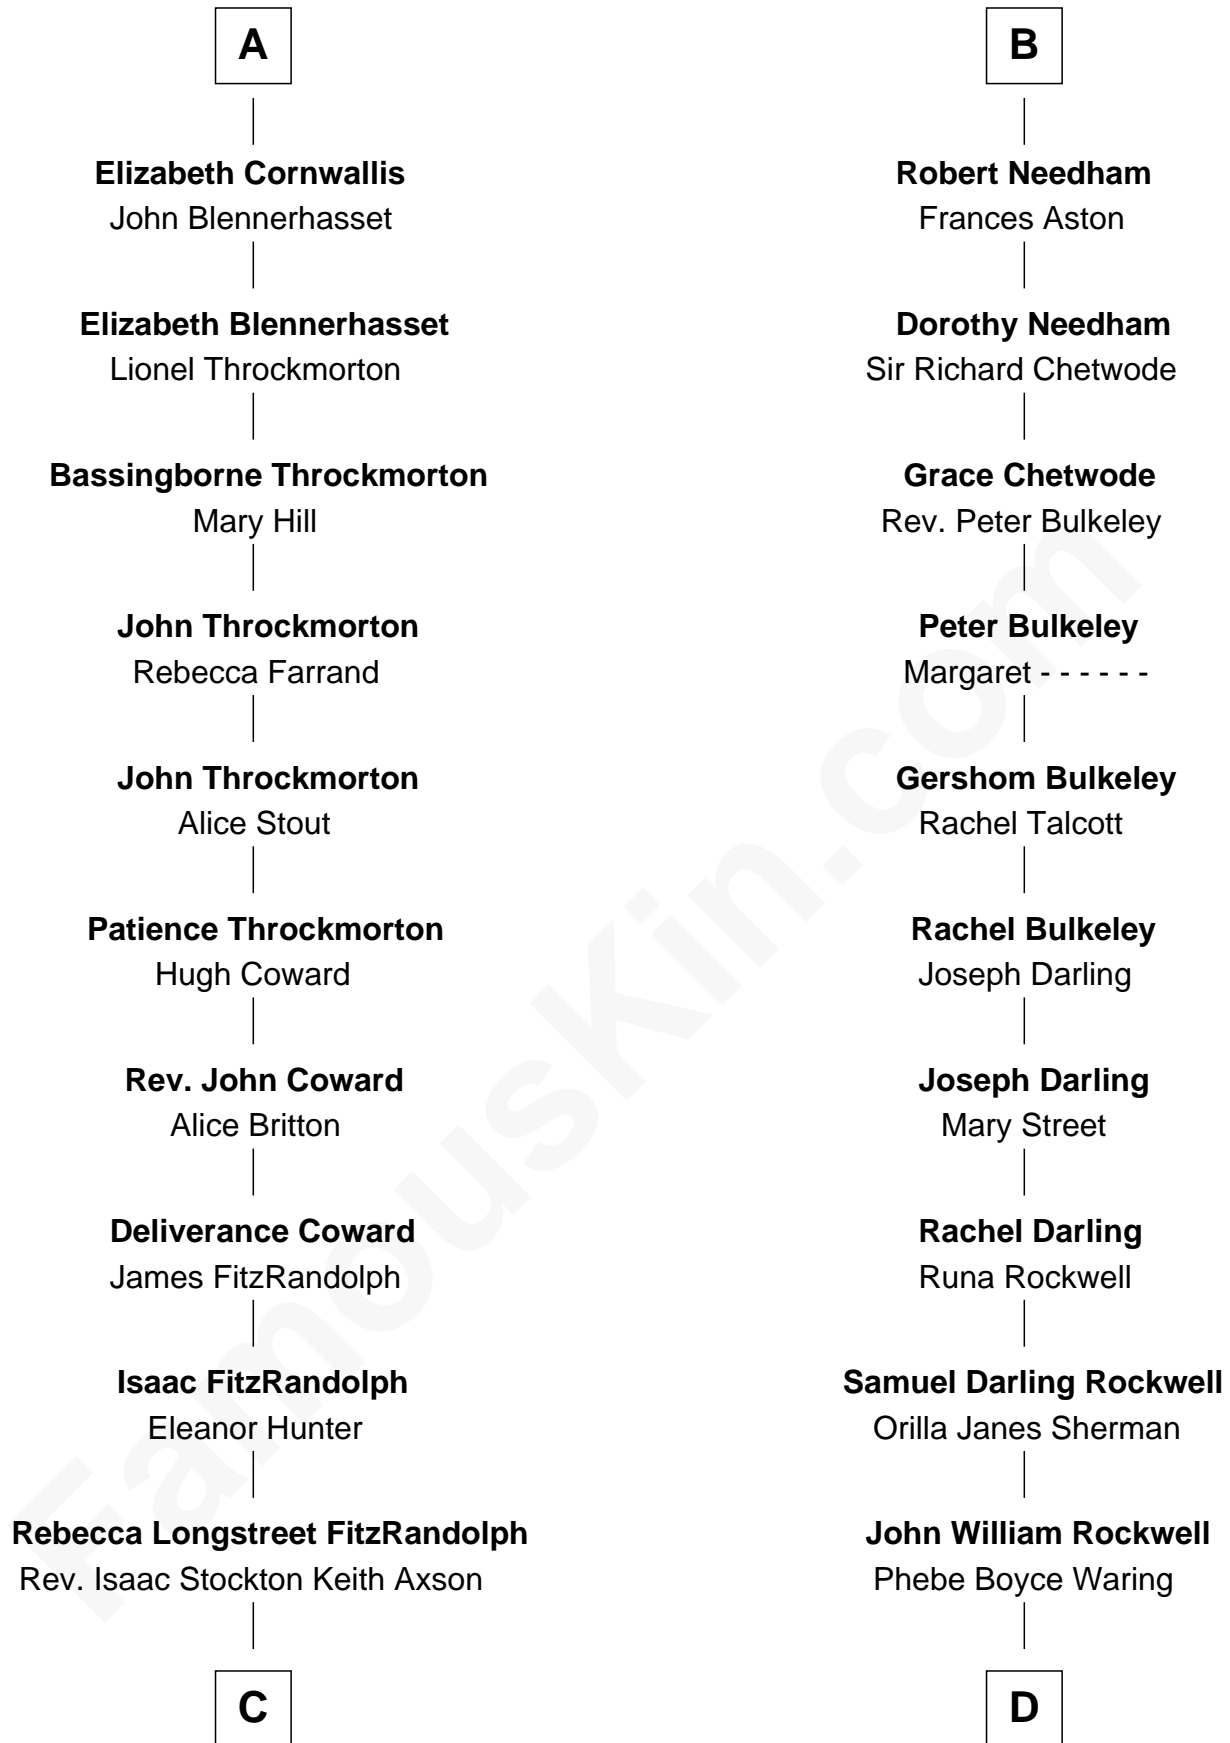 A
Elizabeth Cornwallis
John Blennerhasset
Elizabeth Blennerhasset
Lionel Throckmorton
Bassingborne Throckmorton
Mary Hill
John Throckmorton
Rebecca Farrand
John Throckmorton
Alice Stout
Patience Throckmorton
Hugh Coward
Rev. John Coward
Alice Britton
Deliverance Coward
James FitzRandolph
Isaac FitzRandolph
Eleanor Hunter
Rebecca Longstreet FitzRandolph
Rev. Isaac Stockton Keith Axson
C
B
Robert Needham
Frances Aston
Dorothy Needham
Sir Richard Chetwode
Grace Chetwode
Rev. Peter Bulkeley
Peter Bulkeley
Margaret - - - - - -
Gershom Bulkeley
Rachel Talcott
Rachel Bulkeley
Joseph Darling
Joseph Darling
Mary Street
Rachel Darling
Runa Rockwell
Samuel Darling Rockwell
Orilla Janes Sherman
John William Rockwell
Phebe Boyce Waring
D
FamousKin.com